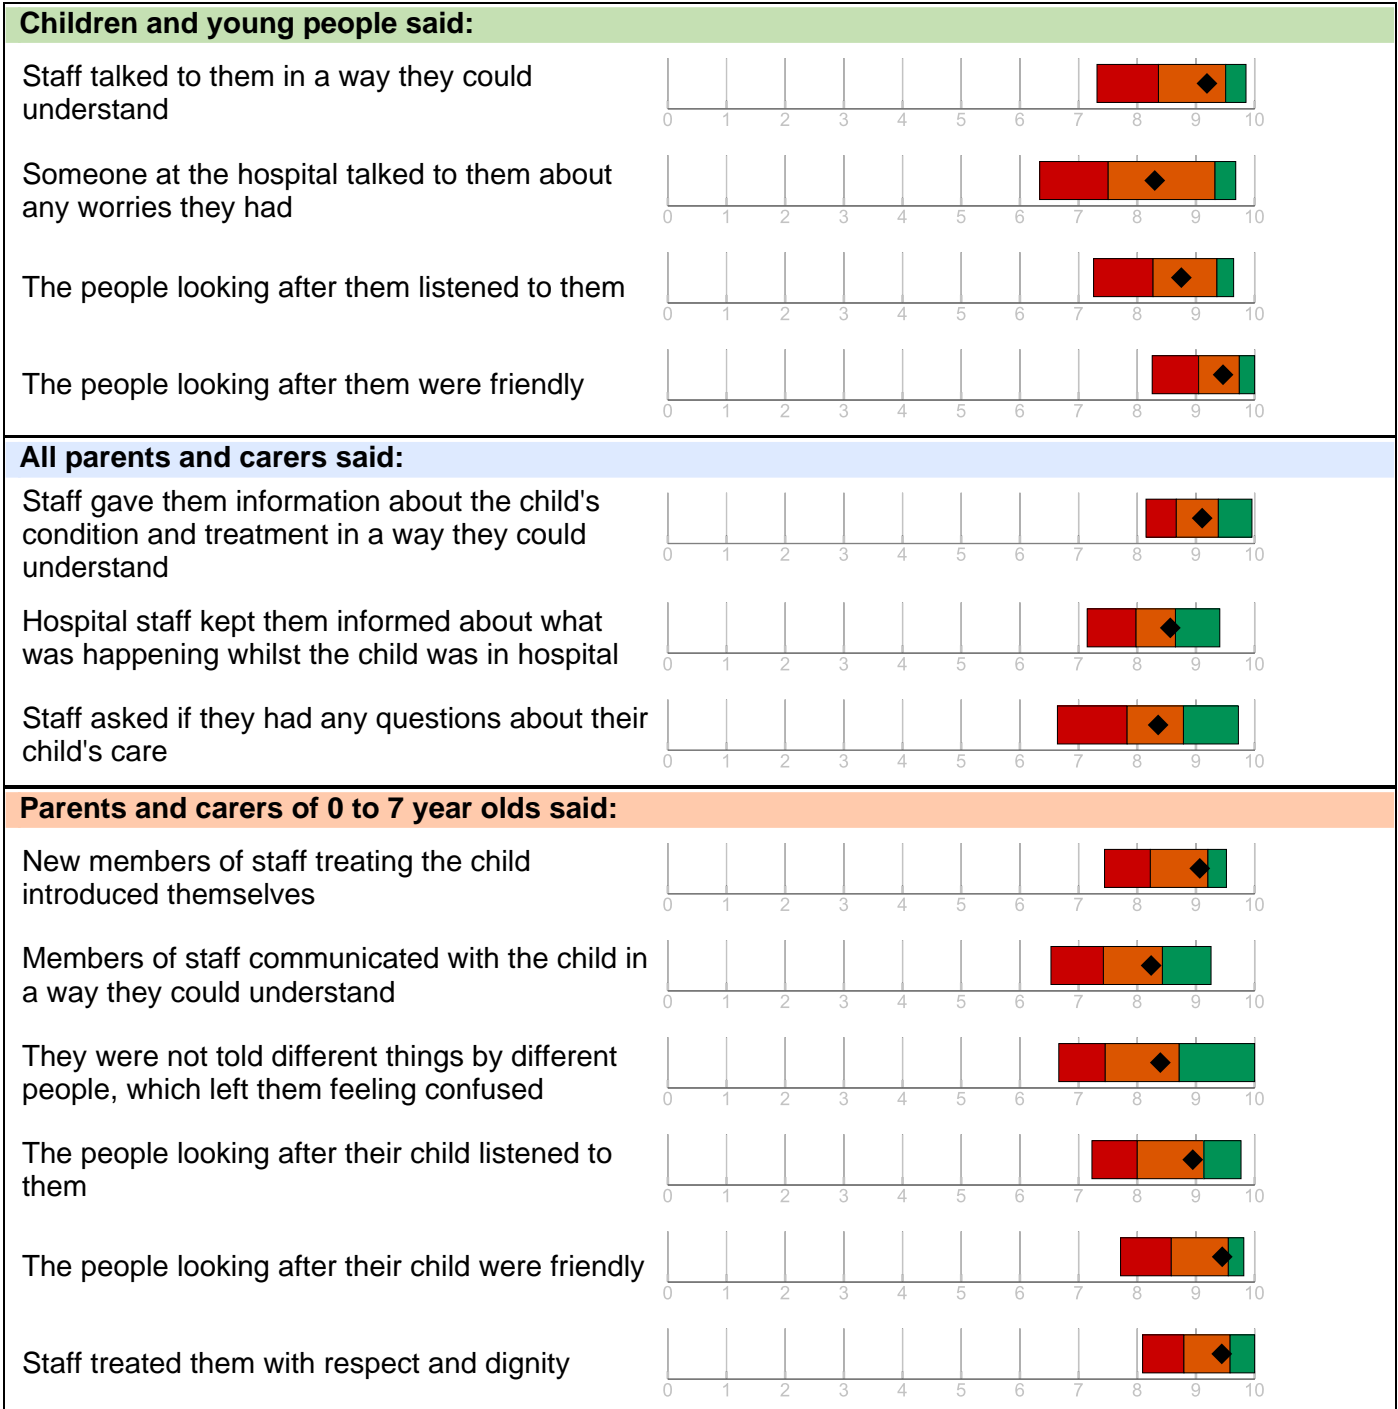 Children and young people said:
Staff talked to them in a way they could
understand
0 1 2 3 4 5 6 7 8 9 10
Someone at the hospital talked to them about
any worries they had
0 1 2 3 4 5 6 7 8 9 10
The people looking after them listened to them
0 1 2 3 4 5 6 7 8 9 10
The people looking after them were friendly
0 1 2 3 4 5 6 7 8 9 10
All parents and carers said:
Staff gave them information about the child's
condition and treatment in a way they could
understand
0 1 2 3 4 5 6 7 8 9 10
Hospital staff kept them informed about what
was happening whilst the child was in hospital
0 1 2 3 4 5 6 7 8 9 10
Staff asked if they had any questions about their
child's care
0 1 2 3 4 5 6 7 8 9 10
Parents and carers of 0 to 7 year olds said:
New members of staff treating the child
introduced themselves
0 1 2 3 4 5 6 7 8 9 10
Members of staff communicated with the child in
a way they could understand
0 1 2 3 4 5 6 7 8 9 10
They were not told different things by different
people, which left them feeling confused
0 1 2 3 4 5 6 7 8 9 10
The people looking after their child listened to
them
0 1 2 3 4 5 6 7 8 9 10
The people looking after their child were friendly
0 1 2 3 4 5 6 7 8 9 10
Staff treated them with respect and dignity
0 1 2 3 4 5 6 7 8 9 10